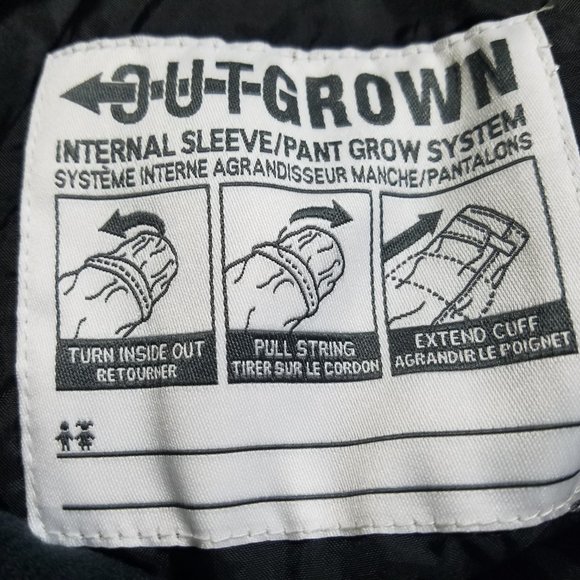 OUTGROWN
INTERNAL SLEEVE/PANT GROW SYSTEM
SYSTÈME INTERNE AGRANDISSEUR MANCHE/PANTALONS
TURN INSIDE OUT
RETOURNER
PULL STRING
TIRER SUR LE CORDON
EXTEND CUFF
AGRANDIR LE POIGNET